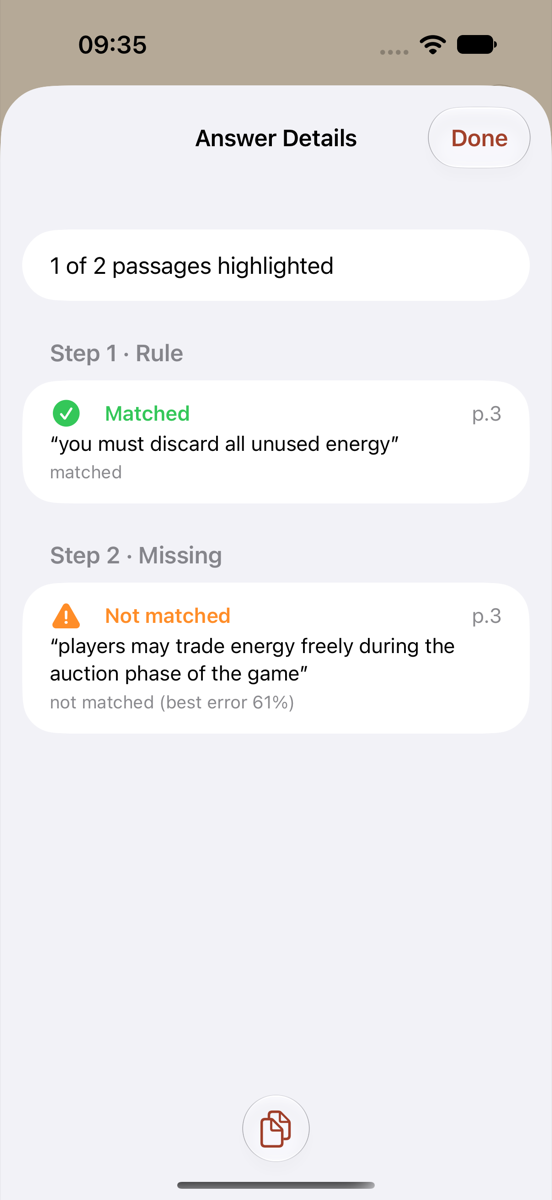 09:35
Answer Details
Done
1 of 2 passages highlighted
Step 1 · Rule
Matched
p.3
“you must discard all unused energy”
matched
Step 2 · Missing
Not matched
p.3
“players may trade energy freely during the
auction phase of the game”
not matched (best error 61%)